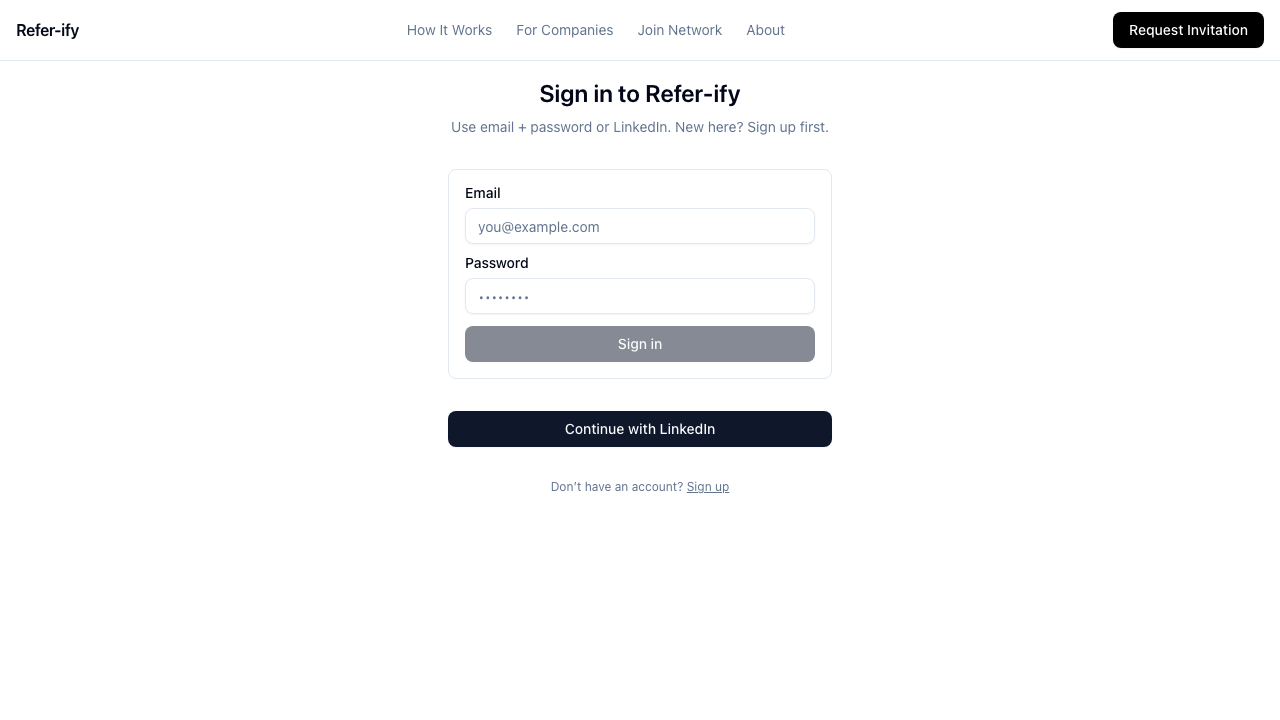 Refer-ify
How It Works
For Companies
Join Network
About
Request Invitation
Sign in to Refer-ify
Use email + password or LinkedIn. New here? Sign up first.
Email
you@example.com
Password
••••••••
Sign in
Continue with LinkedIn
Don’t have an account? Sign up